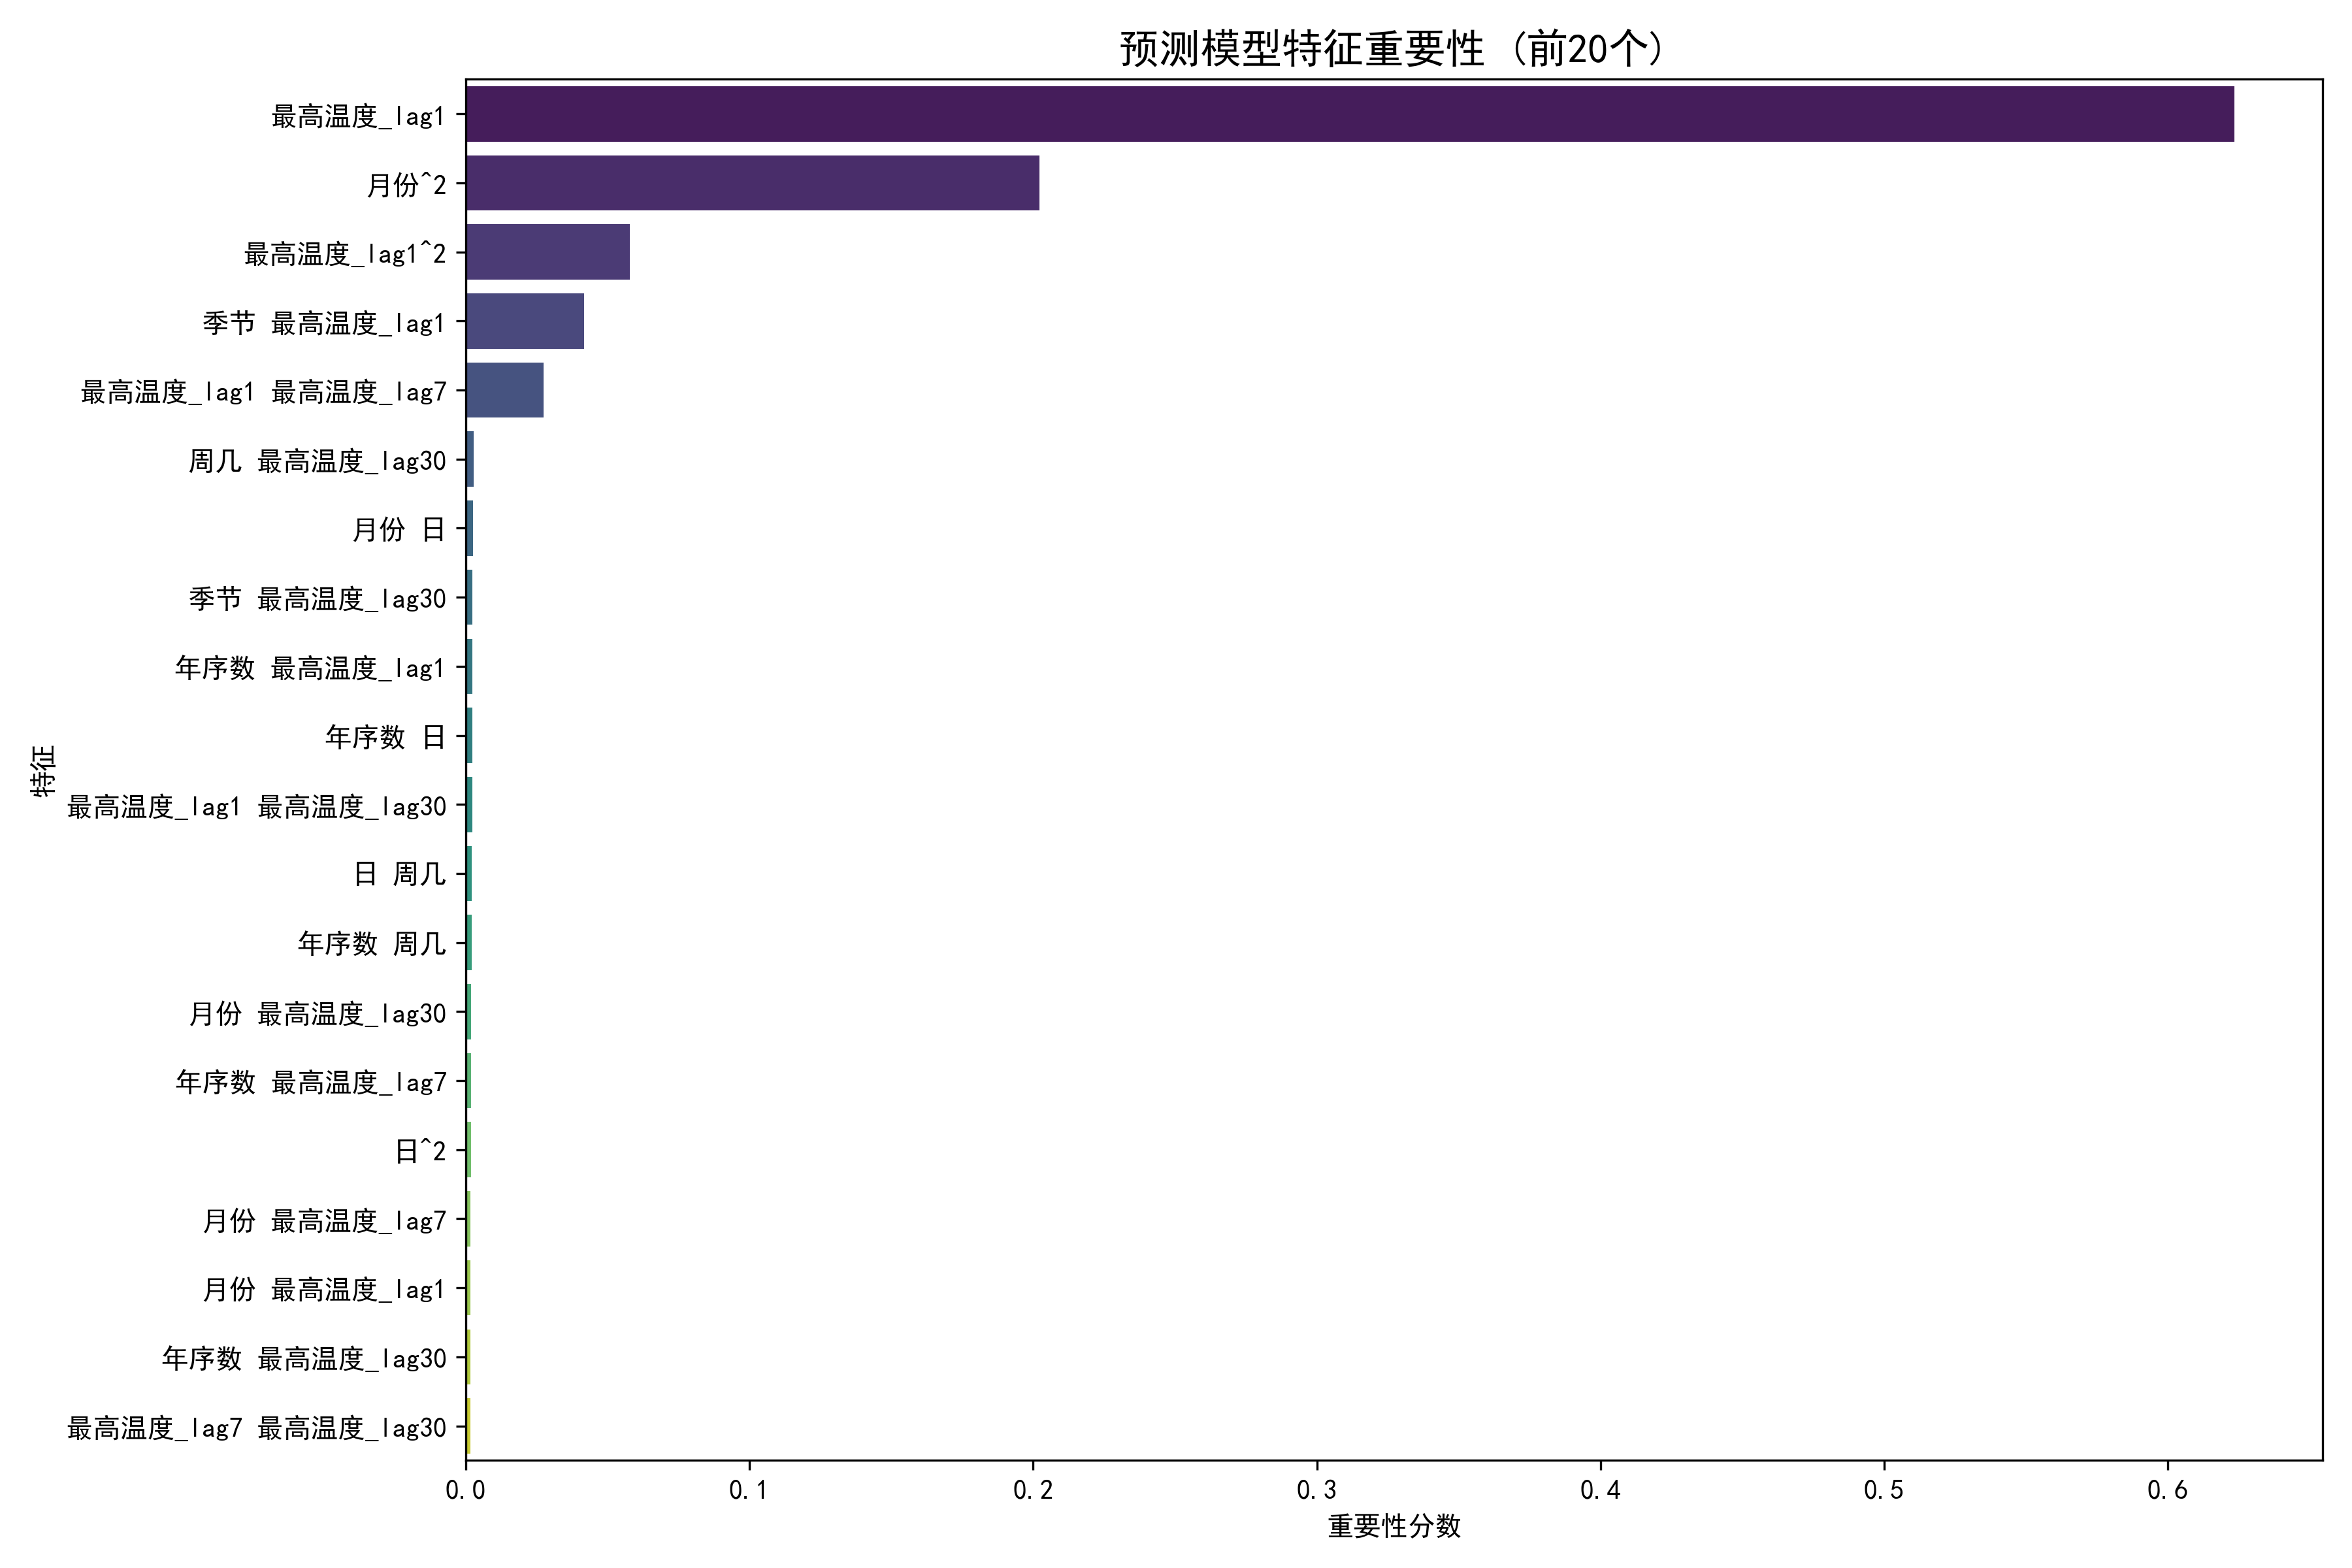 预测模型特征重要性 (前20个)
最高温度_lag1
月份^2
最高温度_lag1^2
季节 最高温度_lag1
最高温度_lag1 最高温度_lag7
周几 最高温度_lag30
月份 日
季节 最高温度_lag30
年序数 最高温度_lag1
年序数 日
最高温度_lag1 最高温度_lag30
日 周几
年序数 周几
月份 最高温度_lag30
年序数 最高温度_lag7
日^2
月份 最高温度_lag7
月份 最高温度_lag1
年序数 最高温度_lag30
最高温度_lag7 最高温度_lag30
特征
0.0 0.1 0.2 0.3 0.4 0.5 0.6
重要性分数